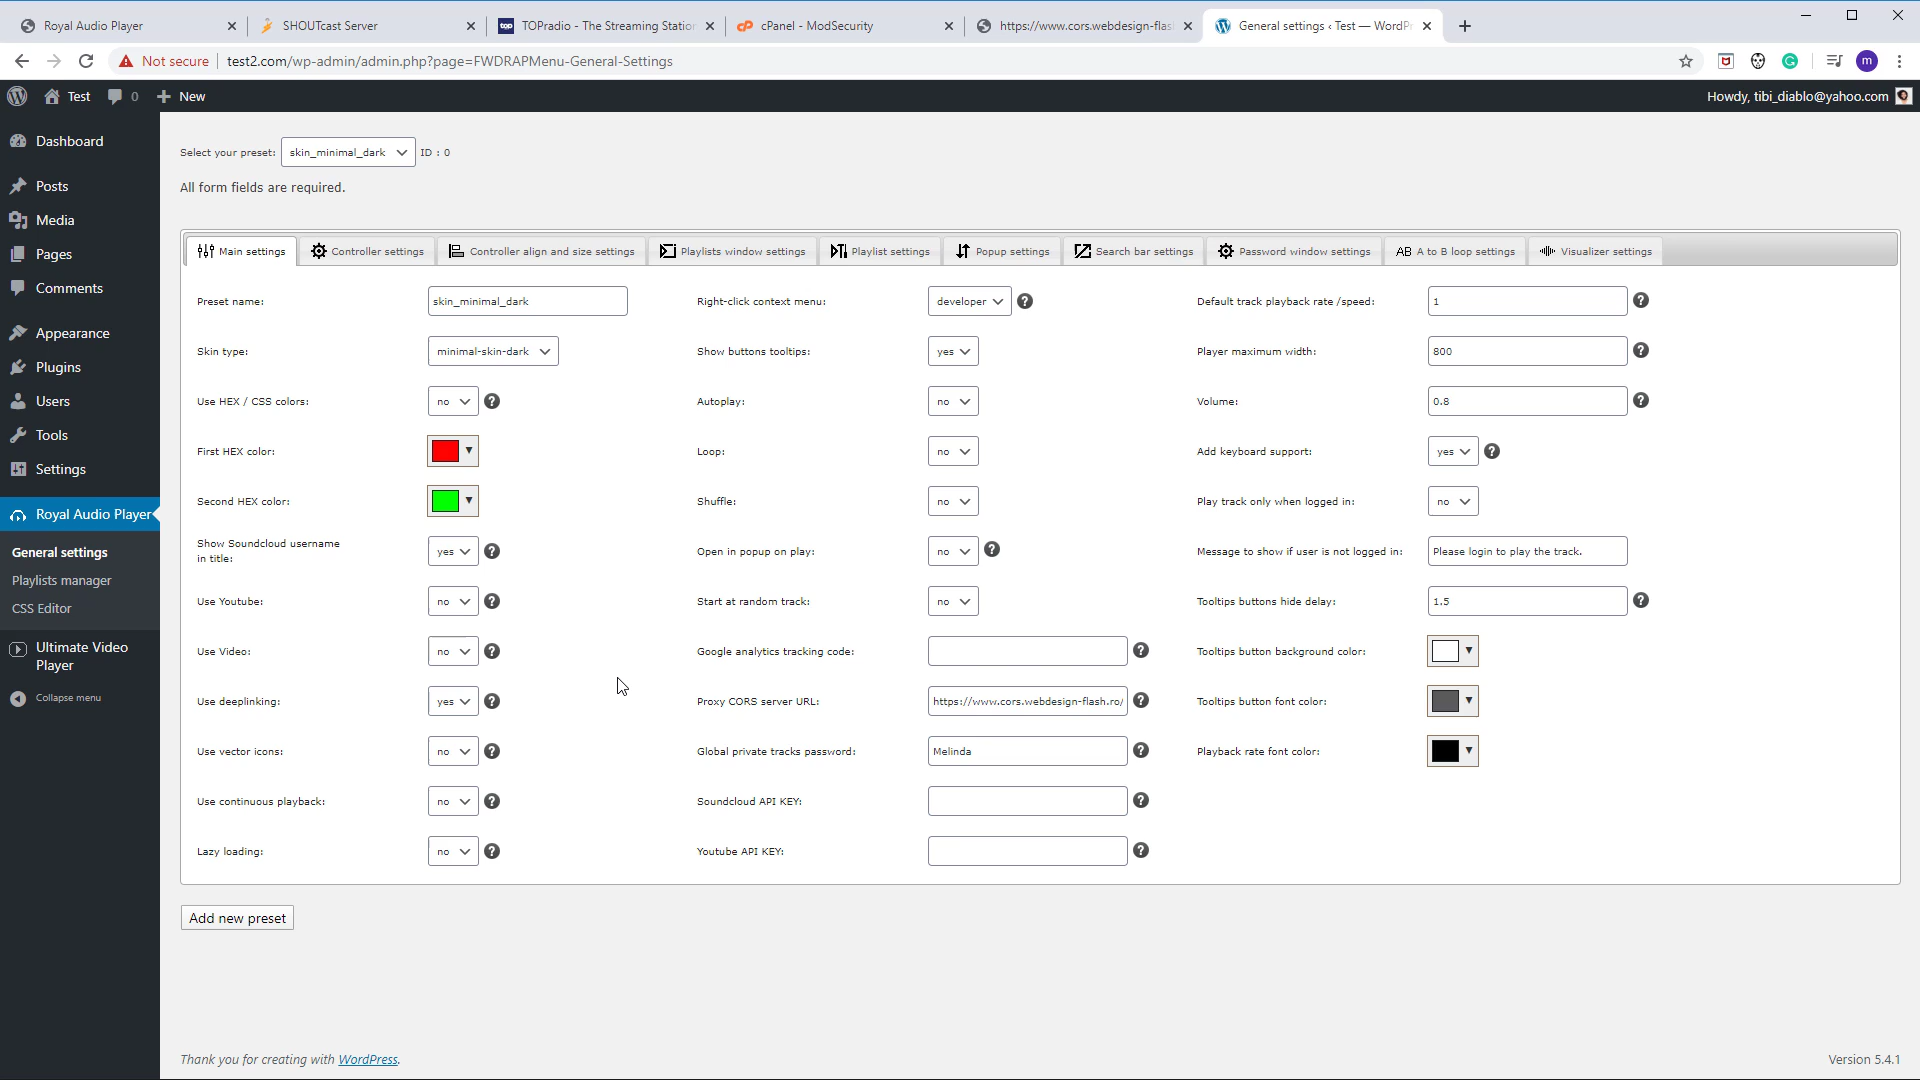 Royal Audio Player
SHOUTcast Server
TOPradio - The Streaming Station
cPanel - ModSecurity
https://www.cors.webdesign-flas
General settings ‹ Test — WordPr
Not secure
test2.com/wp-admin/admin.php?page=FWDRAPMenu-General-Settings
m
Test
0
New
Howdy, tibi_diablo@yahoo.com
Dashboard
Posts
Media
Pages
Comments
Appearance
Plugins
Users
Tools
Settings
Royal Audio Player
General settings
Playlists manager
CSS Editor
Ultimate Video
Player
Collapse menu
Select your preset: skin_minimal_dark ID : 0
All form fields are required.
Main settings
Controller settings
Controller align and size settings
Playlists window settings
Playlist settings
Popup settings
Search bar settings
Password window settings
AB A to B loop settings
Visualizer settings
Preset name: skin_minimal_dark
Skin type: minimal-skin-dark
Use HEX / CSS colors: no ?
First HEX color:
Second HEX color:
Show Soundcloud username
in title: yes ?
Use Youtube: no ?
Use Video: no ?
Use deeplinking: yes ?
Use vector icons: no ?
Use continuous playback: no ?
Lazy loading: no ?
Right-click context menu: developer ?
Show buttons tooltips: yes
Autoplay: no
Loop: no
Shuffle: no
Open in popup on play: no ?
Start at random track: no
Google analytics tracking code: ?
Proxy CORS server URL: https://www.cors.webdesign-flash.ro/ ?
Global private tracks password: Melinda ?
Soundcloud API KEY: ?
Youtube API KEY: ?
Default track playback rate /speed: 1 ?
Player maximum width: 800 ?
Volume: 0.8 ?
Add keyboard support: yes ?
Play track only when logged in: no
Message to show if user is not logged in: Please login to play the track.
Tooltips buttons hide delay: 1.5 ?
Tooltips button background color:
Tooltips button font color:
Playback rate font color:
Add new preset
Thank you for creating with WordPress.
Version 5.4.1